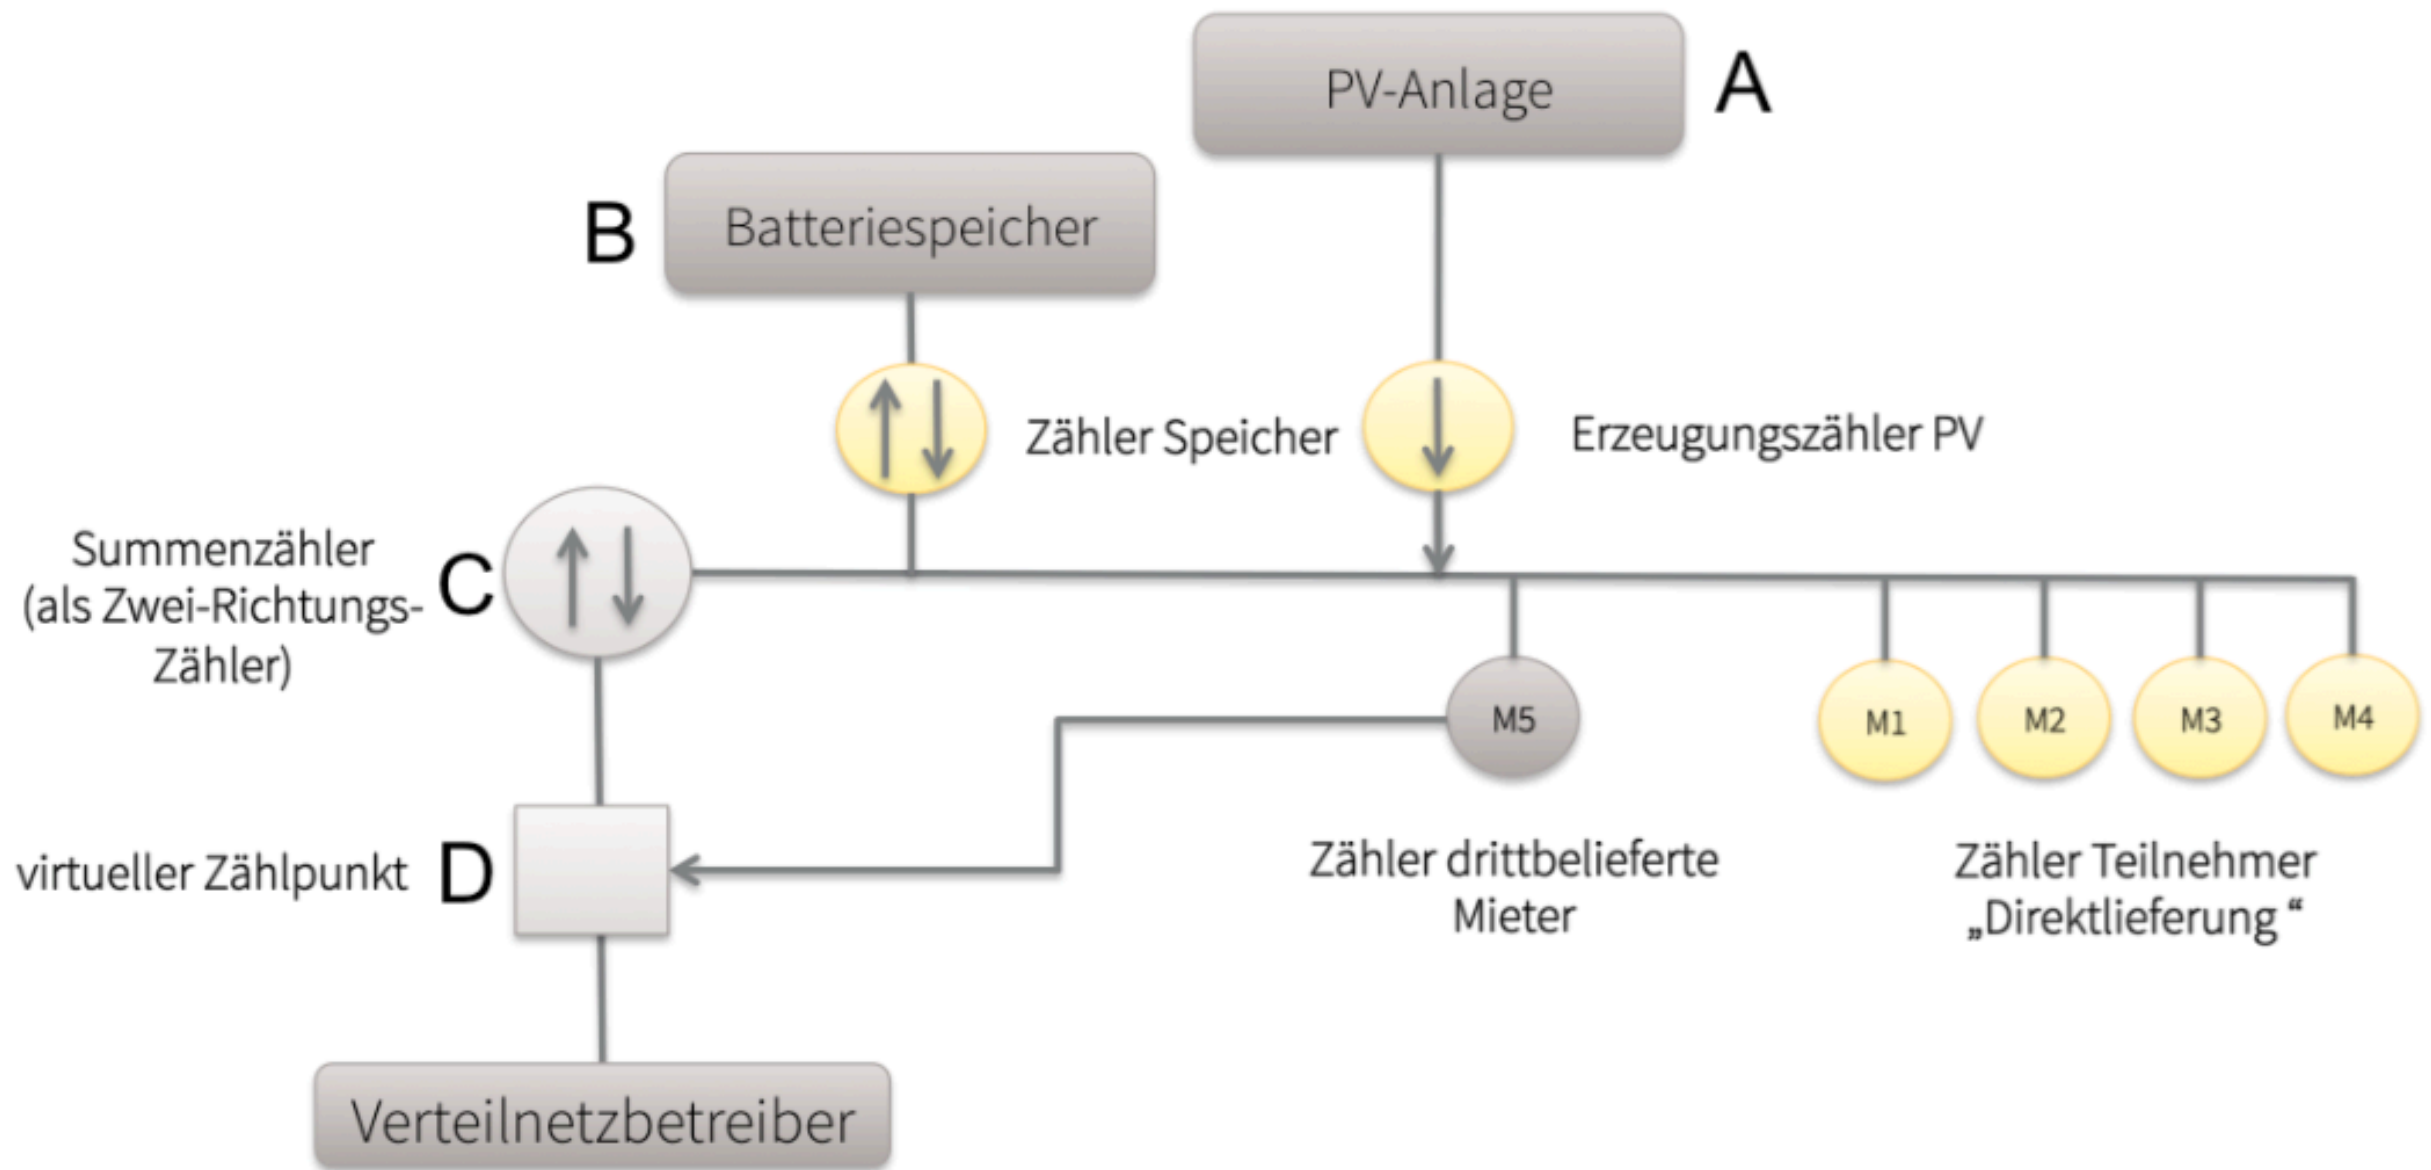 PV-Anlage
A
B
Batteriespeicher
Zähler Speicher
Erzeugungszähler PV
Summenzähler
(als Zwei-Richtungs-
Zähler)
C
M5
M1
M2
M3
M4
virtueller Zählpunkt
D
Zähler drittbelieferte
Mieter
Zähler Teilnehmer
„Direktlieferung “
Verteilnetzbetreiber